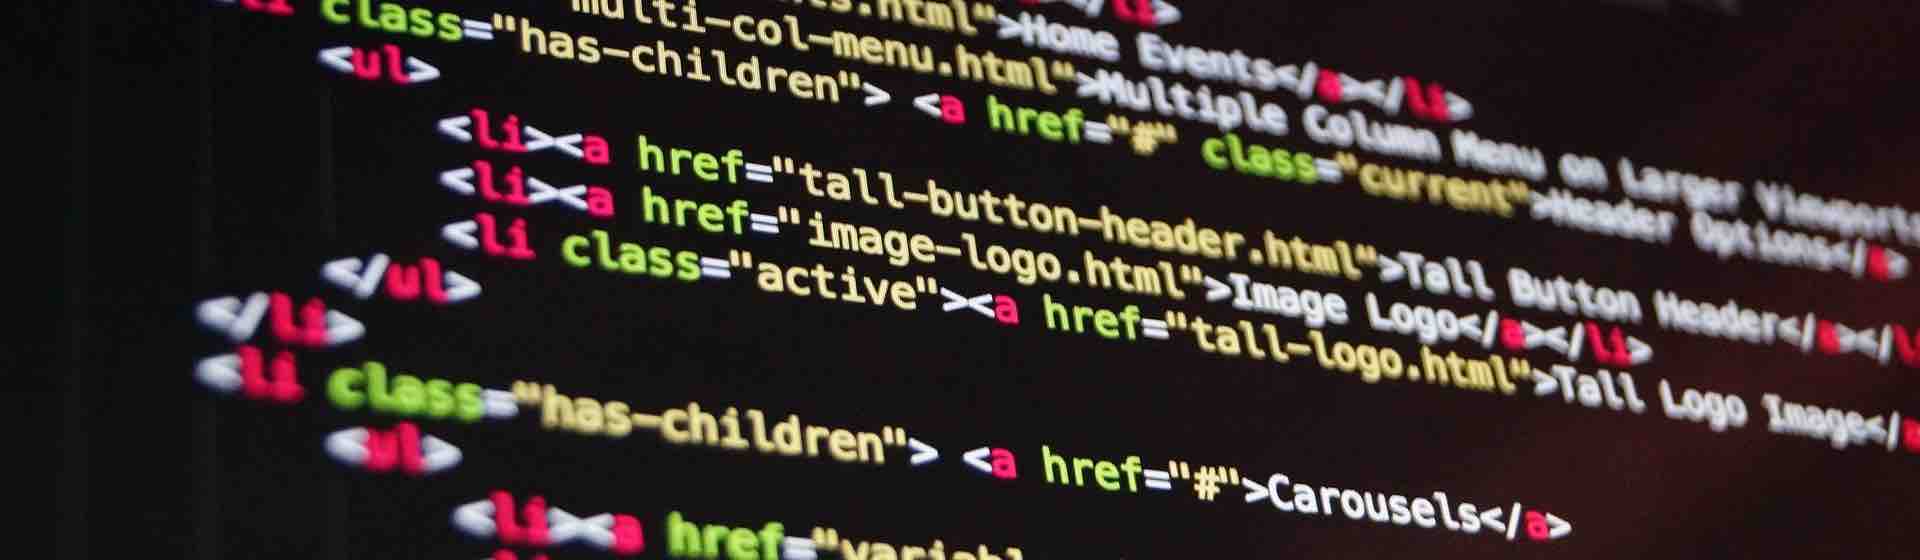 s.html">Home Events</a></li>
multi-col-menu.html">Multiple Column Menu on Larger Viewports
<li class="has-children"> <a href="#" class="current">Header Options</a>
<ul>
<li><a href="tall-button-header.html">Tall Button Header</a></li>
<li><a href="image-logo.html">Image Logo</a></li>
<li class="active"><a href="tall-logo.html">Tall Logo Image</a
</ul>
</li>
<li class="has-children"> <a href="#">Carousels</a>
<ul>
<li><a href="variabl